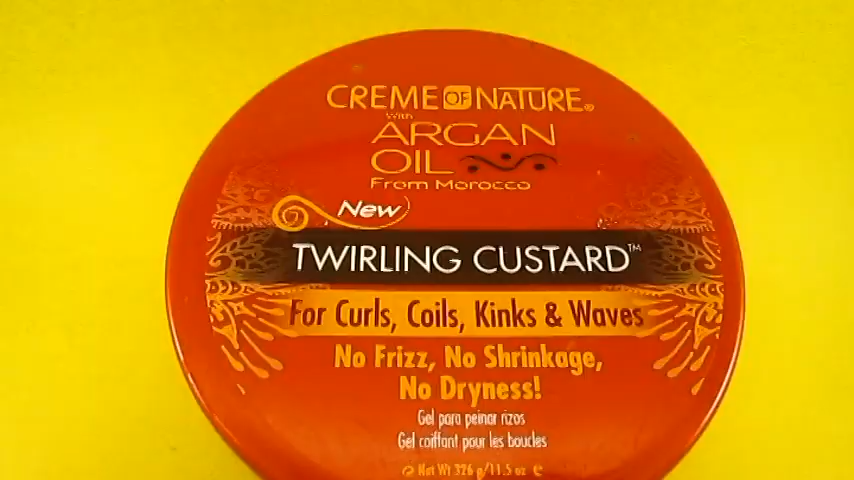 CREME OF NATURE®
With
ARGAN
OIL
From Morocco
New
TWIRLING CUSTARD™
For Curls, Coils, Kinks & Waves
No Frizz, No Shrinkage,
No Dryness!
Gel para peinar rizos
Gel coiffant pour les boucles
Net Wt 326 g/11.5 oz e